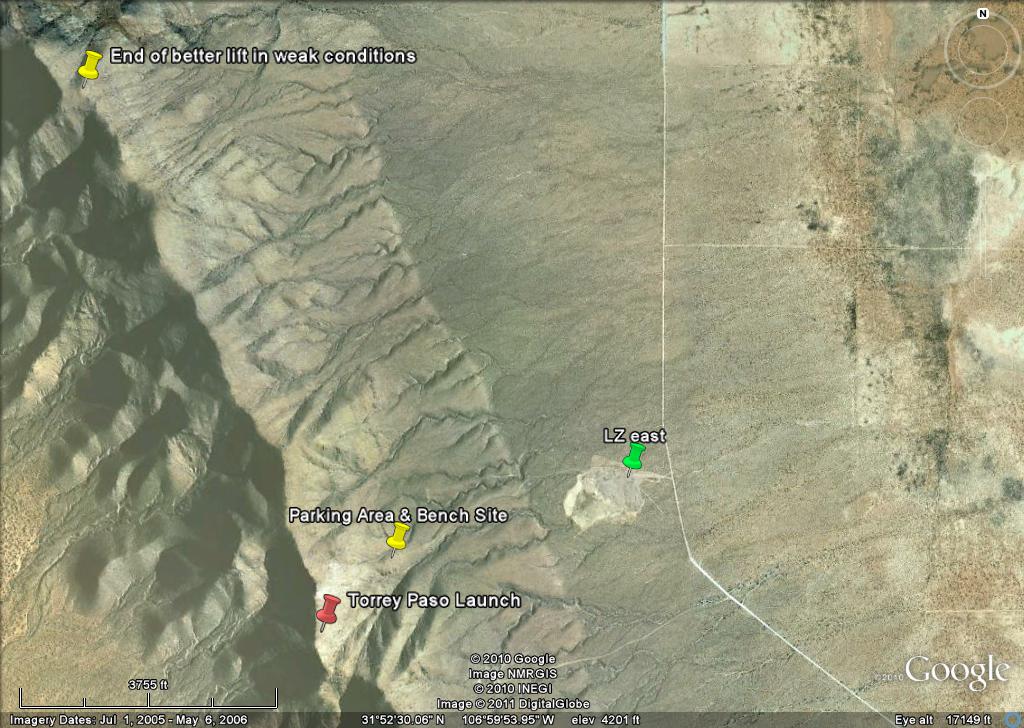 N
End of better lift in weak conditions
LZ east
Parking Area & Bench Site
Torrey Paso Launch
© 2010 Google
Image NMRGIS
© 2010 INEGI
Image © 2011 DigitalGlobe
©2010 Google
3755 ft
Imagery Dates: Jul 1, 2005 - May 6, 2006 31°52'30.06" N 106°59'53.95" W elev 4201 ft Eye alt 17149 ft